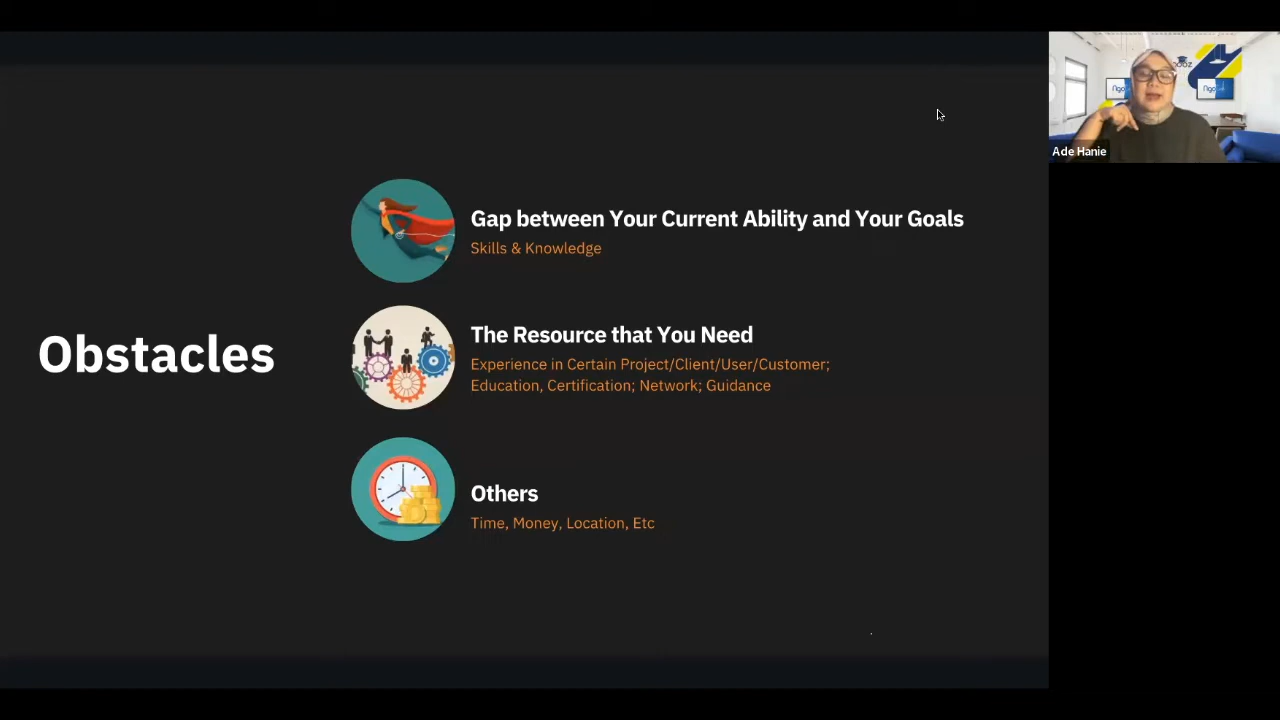 Obstacles
Gap between Your Current Ability and Your Goals
Skills & Knowledge
The Resource that You Need
Experience in Certain Project/Client/User/Customer;
Education, Certification; Network; Guidance
Others
Time, Money, Location, Etc
Ade Hanie